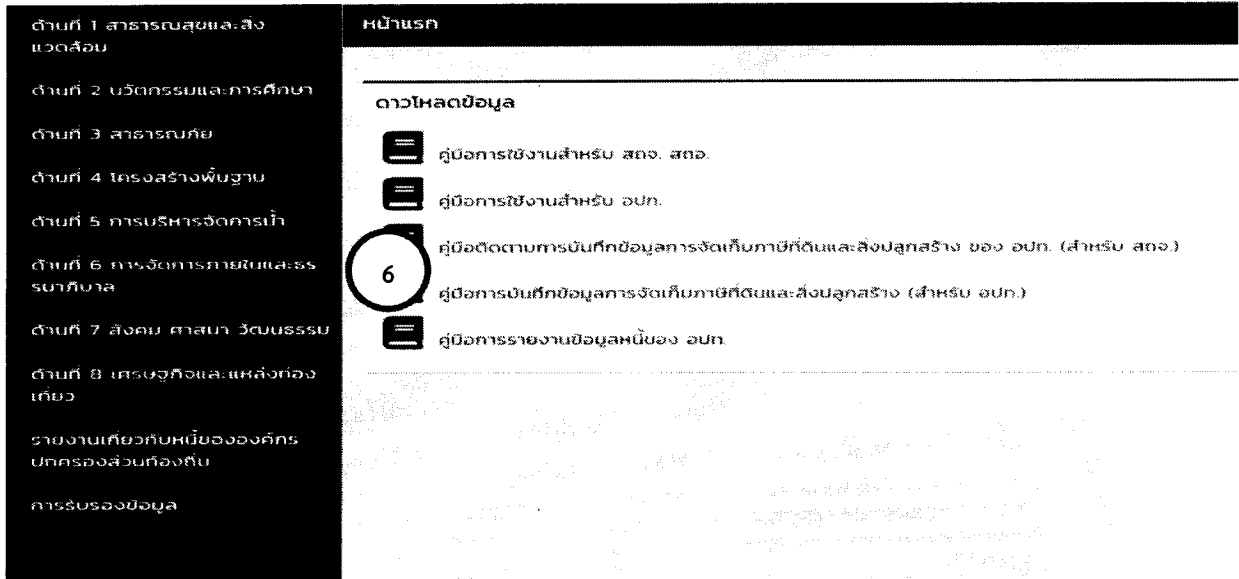 ด้านที่ 1 สาธารณสุขและสิ่ง
แวดล้อม
ด้านที่ 2 นวัตกรรมและการศึกษา
ด้านที่ 3 สาธารณภัย
ด้านที่ 4 โครงสร้างพื้นฐาน
ด้านที่ 5 การบริหารจัดการน้ำ
ด้านที่ 6 การจัดการภายในและธร
รมาภิบาล
ด้านที่ 7 สังคม ศาสนา วัฒนธรรม
ด้านที่ 8 เศรษฐกิจและแหล่งท่อง
เที่ยว
รายงานเกี่ยวกับหนี้ขององค์กร
ปกครองส่วนท้องถิ่น
การรับรองข้อมูล
หน้าแรก
ดาวโหลดข้อมูล
คู่มือการใช้งานสำหรับ สถจ. สถอ.
คู่มือการใช้งานสำหรับ อปท.
คู่มือติดตามการบันทึกข้อมูลการจัดเก็บภาษีที่ดินและสิ่งปลูกสร้าง ของ อปท. (สำหรับ สถจ.)
6
คู่มือการบันทึกข้อมูลการจัดเก็บภาษีที่ดินและสิ่งปลูกสร้าง (สำหรับ อปท.)
คู่มือการรายงานข้อมูลหนี้ของ อปท.